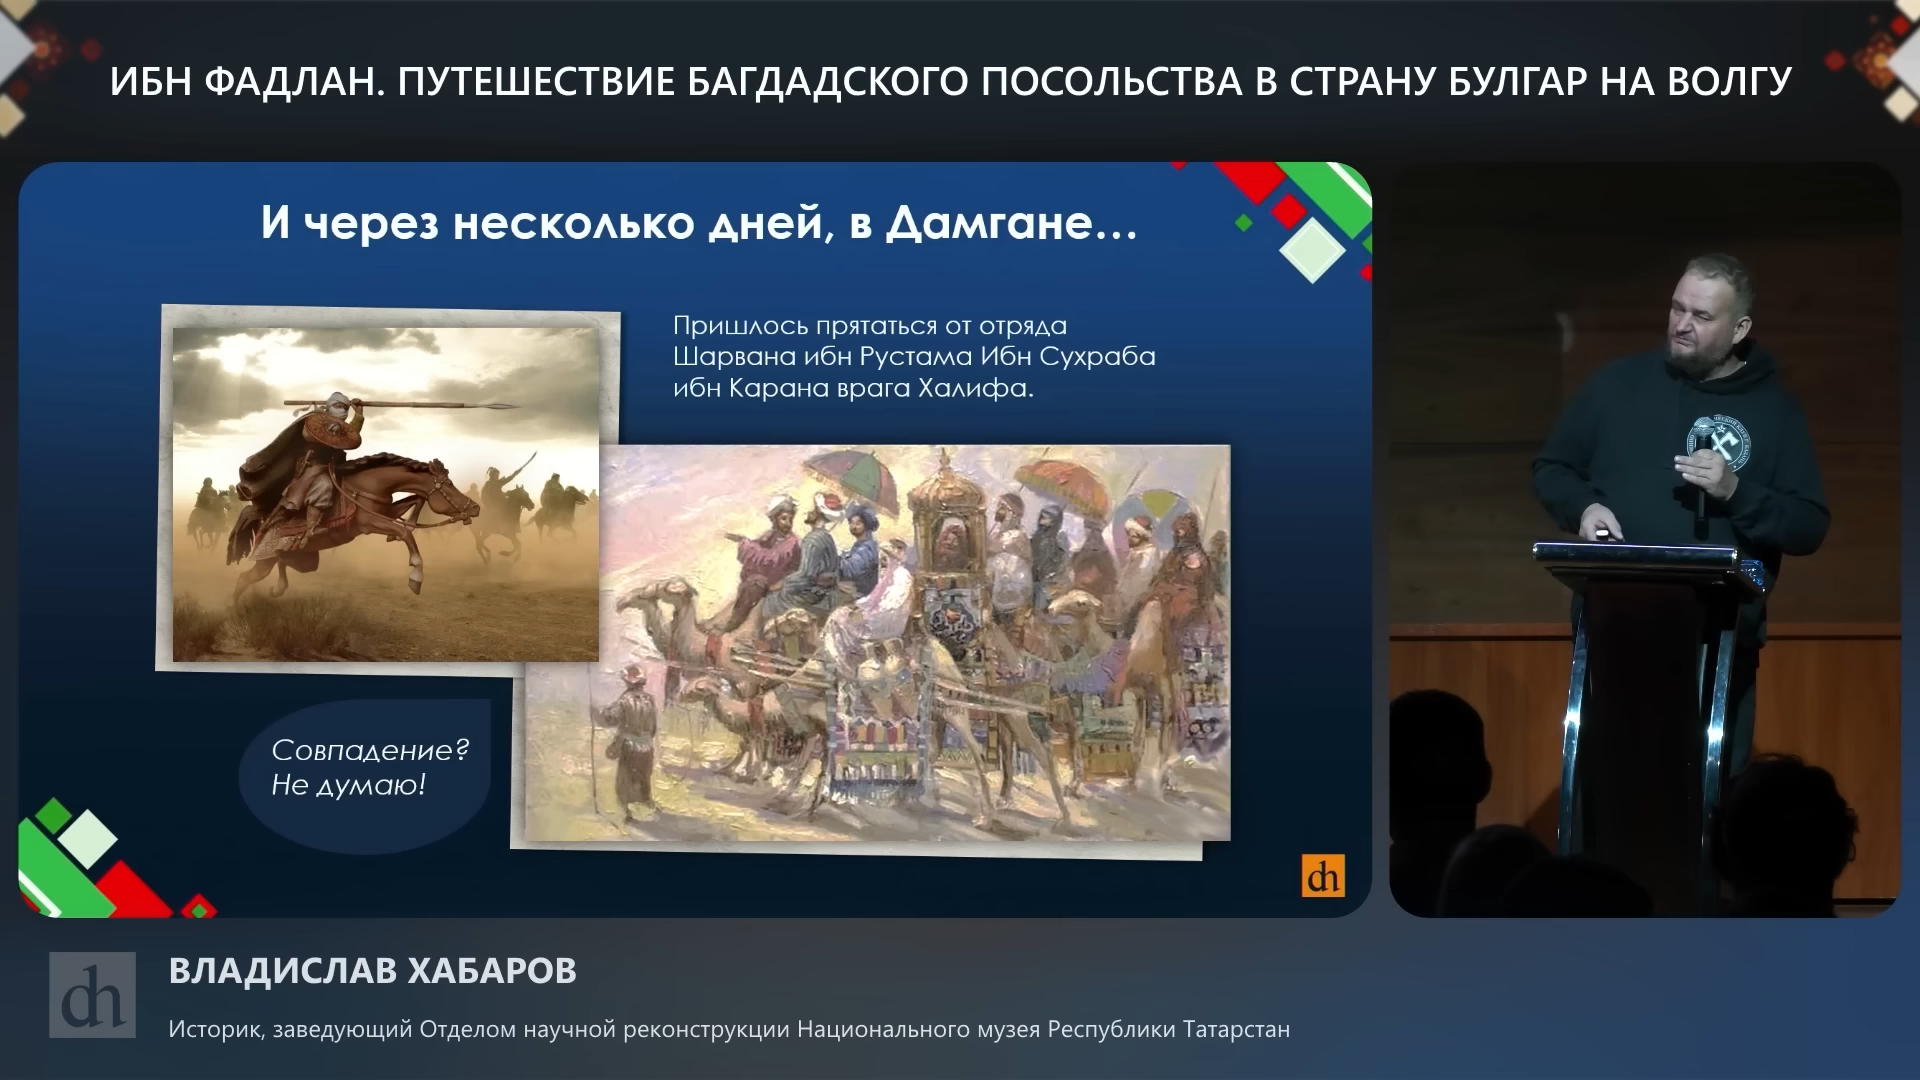 ИБН ФАДЛАН. ПУТЕШЕСТВИЕ БАГДАДСКОГО ПОСОЛЬСТВА В СТРАНУ БУЛГАР НА ВОЛГУ
И через несколько дней, в Дамгане...
Пришлось прятаться от отряда
Шарвана ибн Рустама Ибн Сухраба
ибн Карана врага Халифа.
Совпадение?
Не думаю!
dh
dh
ВЛАДИСЛАВ ХАБАРОВ
Историк, заведующий Отделом научной реконструкции Национального музея Республики Татарстан